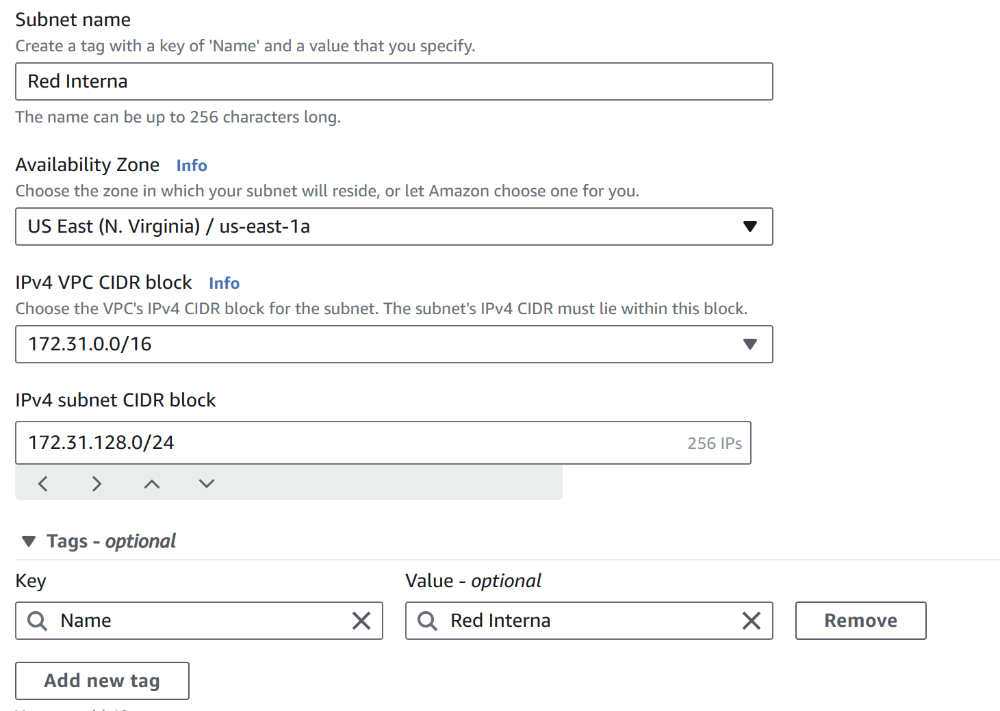 Subnet name
Create a tag with a key of 'Name' and a value that you specify.
Red Interna
The name can be up to 256 characters long.
Availability Zone Info
Choose the zone in which your subnet will reside, or let Amazon choose one for you.
US East (N. Virginia) / us-east-1a
IPv4 VPC CIDR block Info
Choose the VPC's IPv4 CIDR block for the subnet. The subnet's IPv4 CIDR must lie within this block.
172.31.0.0/16
IPv4 subnet CIDR block
172.31.128.0/24 256 IPs
Tags - optional
Key Value - optional
Name Red Interna Remove
Add new tag